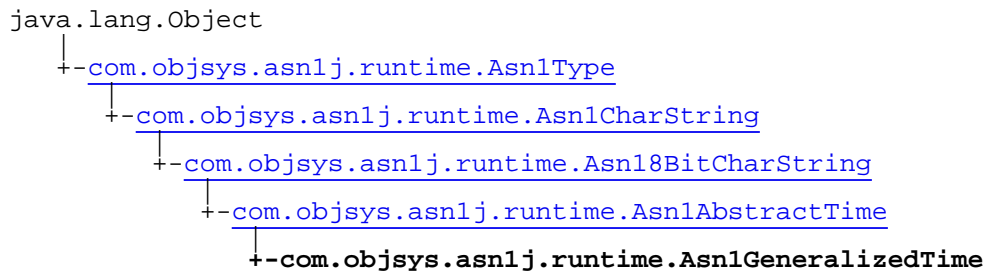 java.lang.Object
+-com.objsys.asn1j.runtime.Asn1Type
+-com.objsys.asn1j.runtime.Asn1CharString
+-com.objsys.asn1j.runtime.Asn18BitCharString
+-com.objsys.asn1j.runtime.Asn1AbstractTime
+-com.objsys.asn1j.runtime.Asn1GeneralizedTime